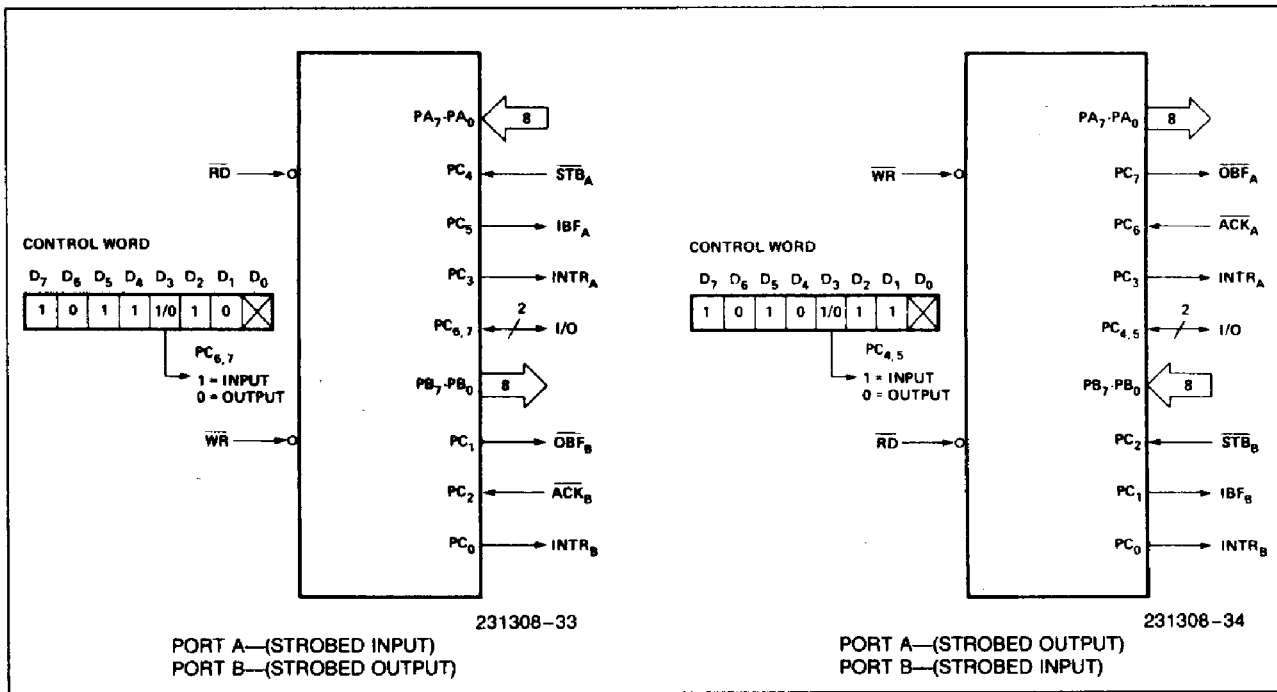 PA7-PA0
8
RD
PC4
STBA
PC5
IBFA
CONTROL WORD
D7 D6 D5 D4 D3 D2 D1 D0
1 0 1 1 1/0 1 0
PC3
INTRA
PC6,7
2
I/O
PC6,7
1 = INPUT
0 = OUTPUT
PB7-PB0
8
WR
PC1
OBFB
PC2
ACKB
PC0
INTRB
231308-33
PORT A—(STROBED INPUT)
PORT B—(STROBED OUTPUT)
PA7-PA0
8
WR
PC7
OBFA
PC6
ACKA
CONTROL WORD
D7 D6 D5 D4 D3 D2 D1 D0
1 0 1 0 1/0 1 1
PC3
INTRA
PC4,5
2
I/O
PC4,5
1 = INPUT
0 = OUTPUT
PB7-PB0
8
RD
PC2
STBB
PC1
IBFB
PC0
INTRB
231308-34
PORT A—(STROBED OUTPUT)
PORT B—(STROBED INPUT)